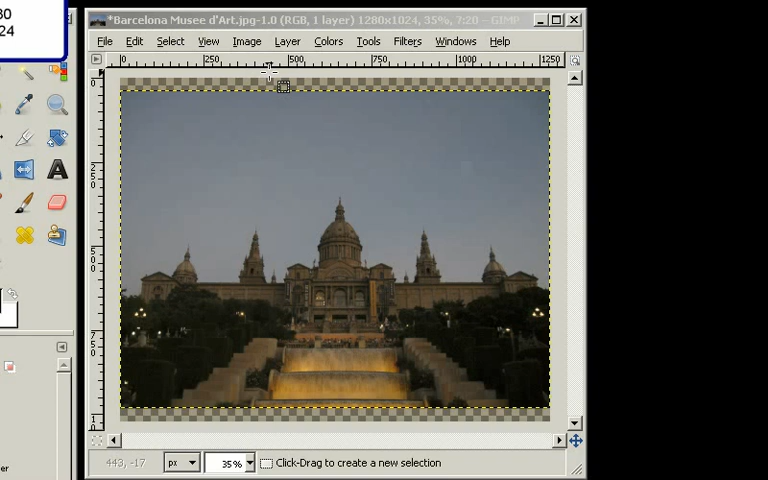 30
24
*Barcelona Musee d'Art.jpg-1.0 (RGB, 1 layer) 1280x1024, 35%, 7:20 – GIMP
File Edit Select View Image Layer Colors Tools Filters Windows Help
0 250 500 750 1000 1250
0
250
500
750
A
443, -17 px 35% Click-Drag to create a new selection
er